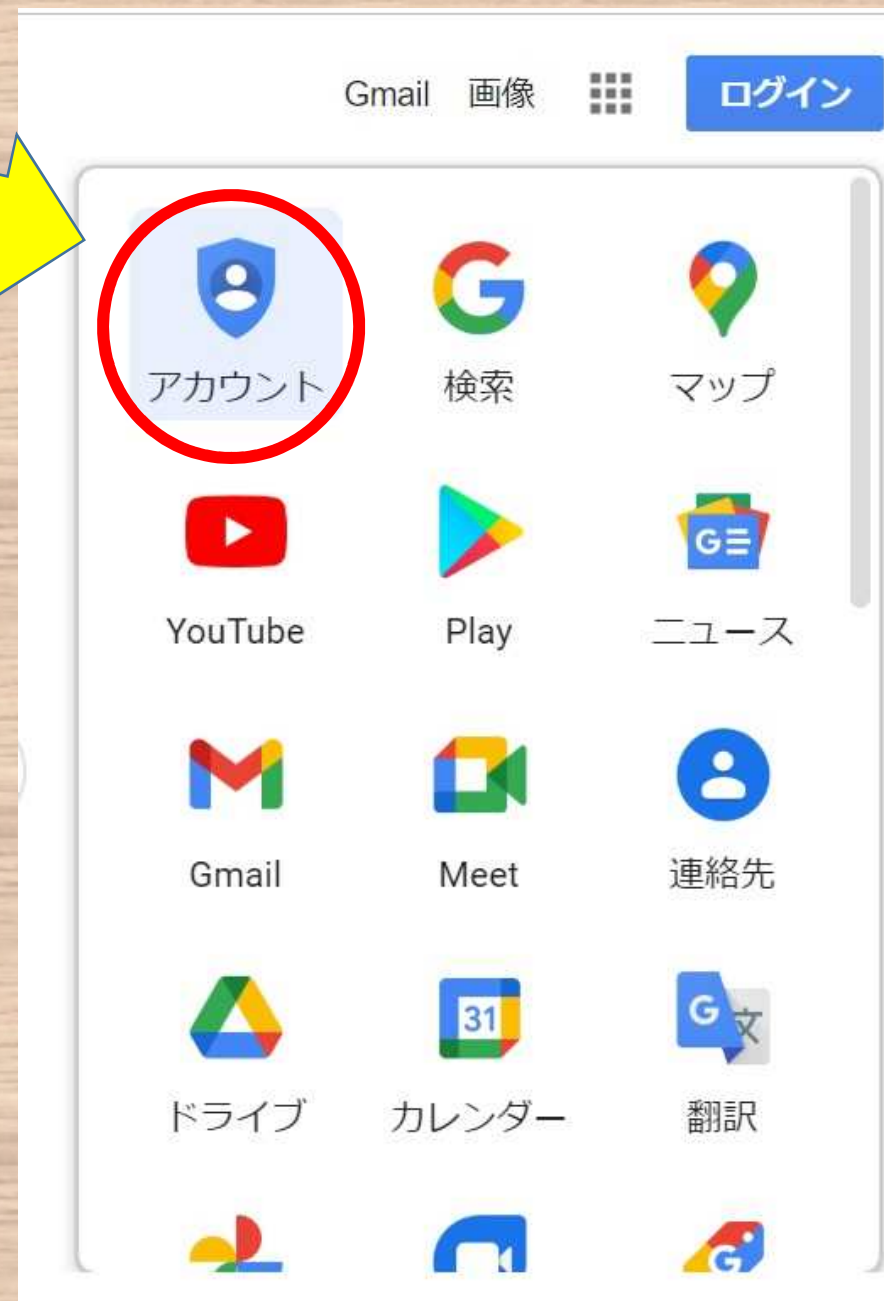 Gmail 画像 ログイン
アカウント 検索 マップ
G≡
YouTube Play ニュース
Gmail Meet 連絡先
31 G 文
ドライブ カレンダー 翻訳
G